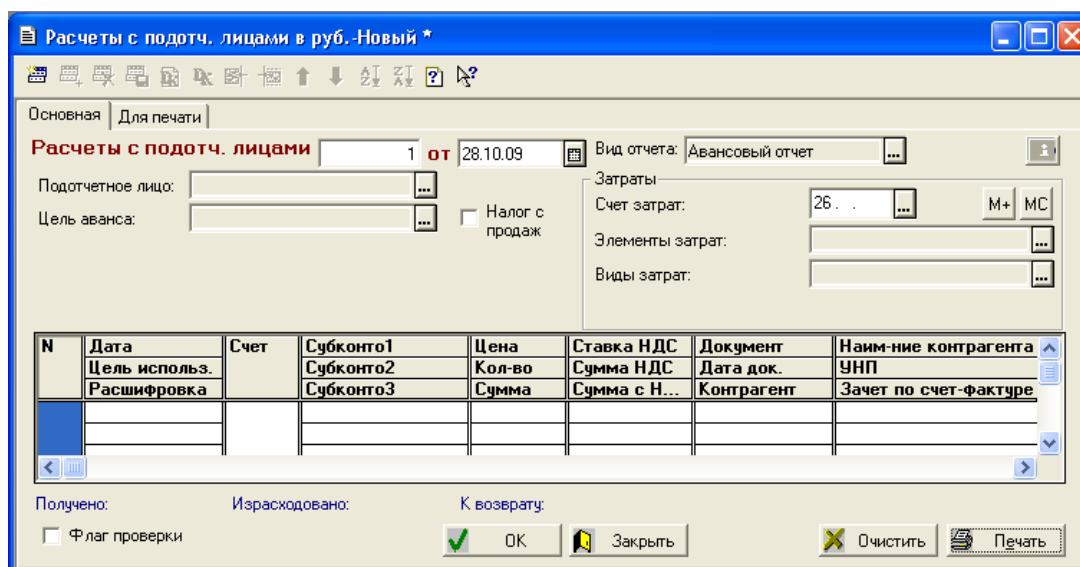 Расчеты с подотч. лицами в руб.-Новый *
Основная Для печати
Расчеты с подотч. лицами 1 от 28.10.09 Вид отчета: Авансовый отчет ...
Подотчетное лицо: ...
Цель аванса: ...
Налог с продаж
Затраты
Счет затрат: 26 . . ... М+ МС
Элементы затрат: ...
Виды затрат: ...
N Дата Счет Субконто1 Цена Ставка НДС Документ Наим-ние контрагента
Цель использ. Субконто2 Кол-во Сумма НДС Дата док. УНП
Расшифровка Субконто3 Сумма Сумма с Н... Контрагент Зачет по счет-фактуре
Получено: Израсходовано: К возврату:
Флаг проверки OK Закрыть Очистить Печать